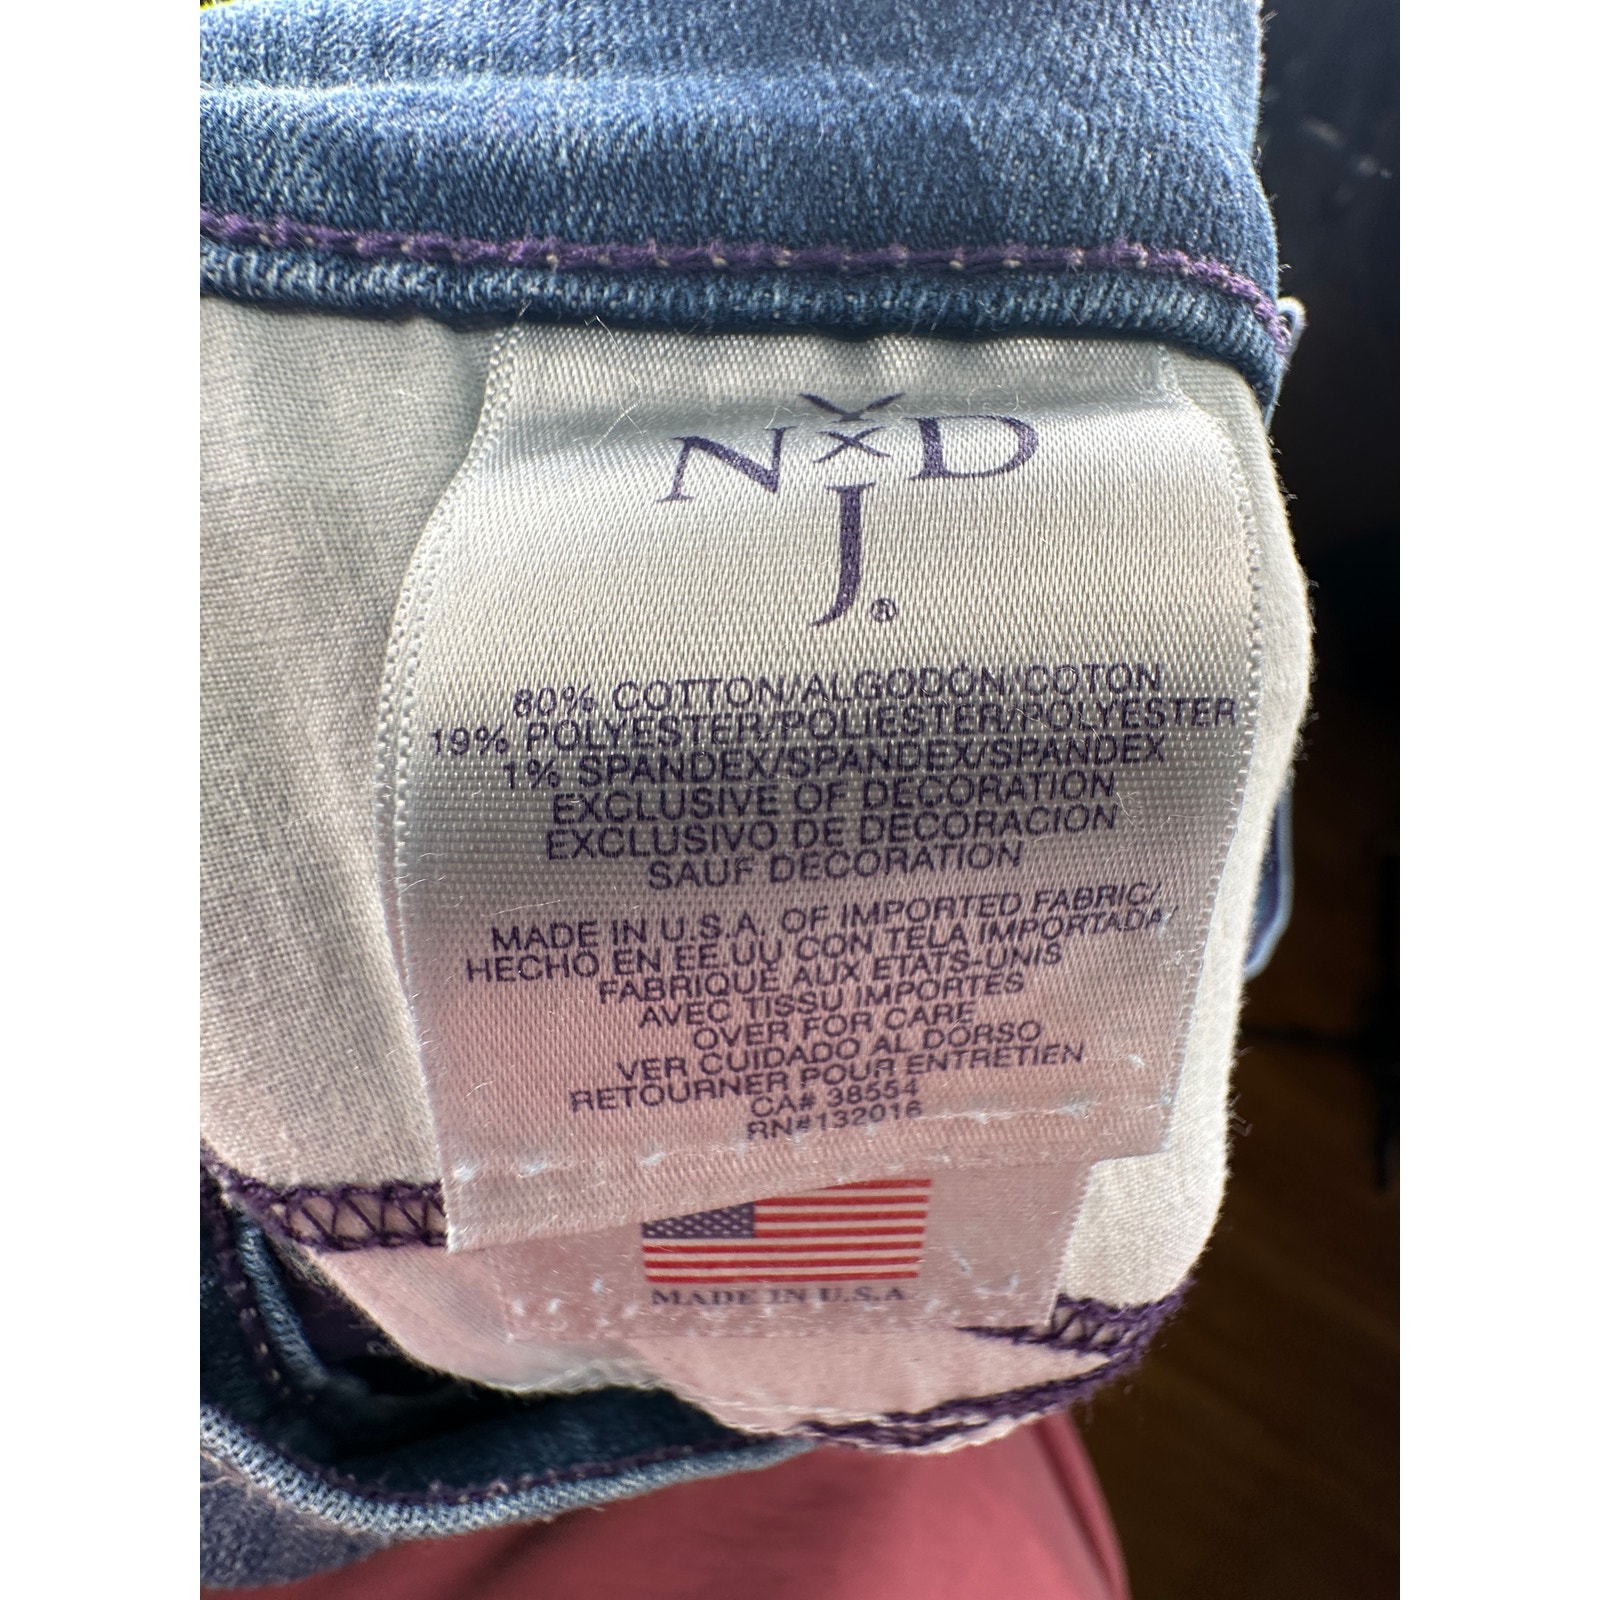 NYDJ®
80% COTTON/ALGODÓN/COTON
19% POLYESTER/POLIESTER/POLYESTER
1% SPANDEX/SPANDEX/SPANDEX
EXCLUSIVE OF DECORATION
EXCLUSIVO DE DECORACION
SAUF DECORATION
MADE IN U.S.A. OF IMPORTED FABRIC/
HECHO EN EE.UU CON TELA IMPORTADA/
FABRIQUE AUX ETATS-UNIS
AVEC TISSU IMPORTES
OVER FOR CARE
VER CUIDADO AL DORSO
RETOURNER POUR ENTRETIEN
CA# 38554
RN#132016
MADE IN U.S.A